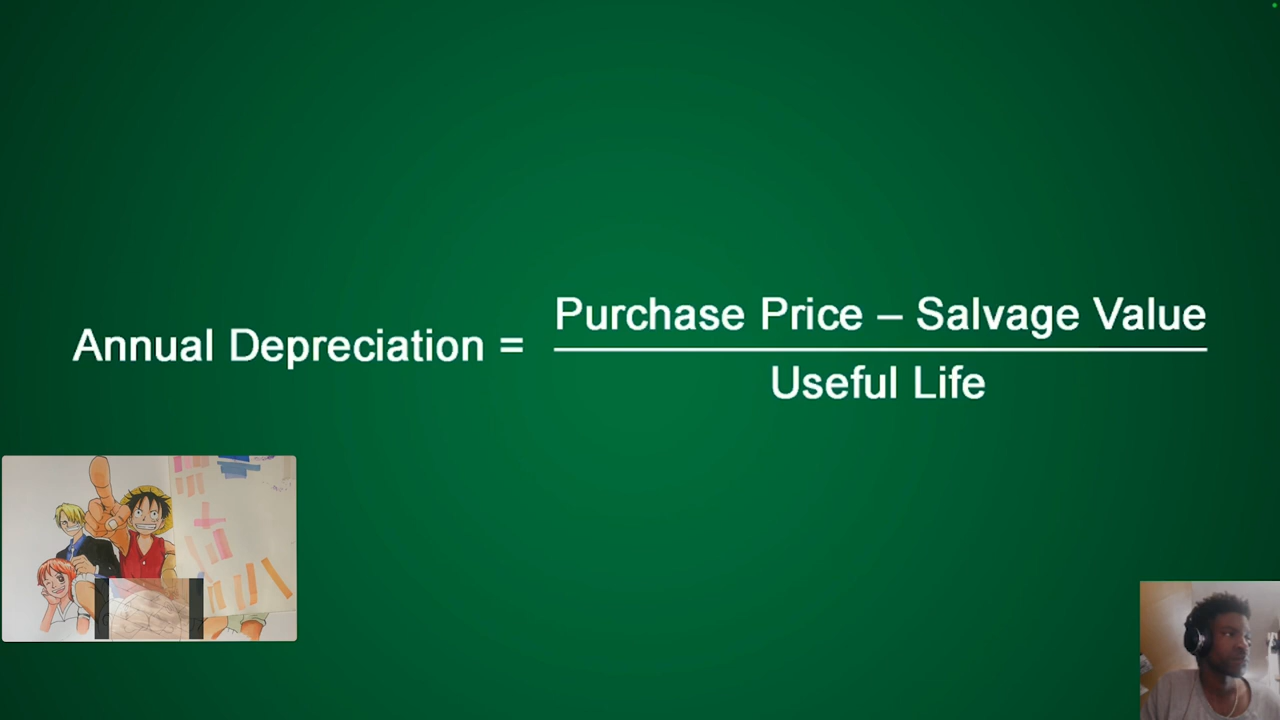 Annual Depreciation =
Purchase Price – Salvage Value
Useful Life